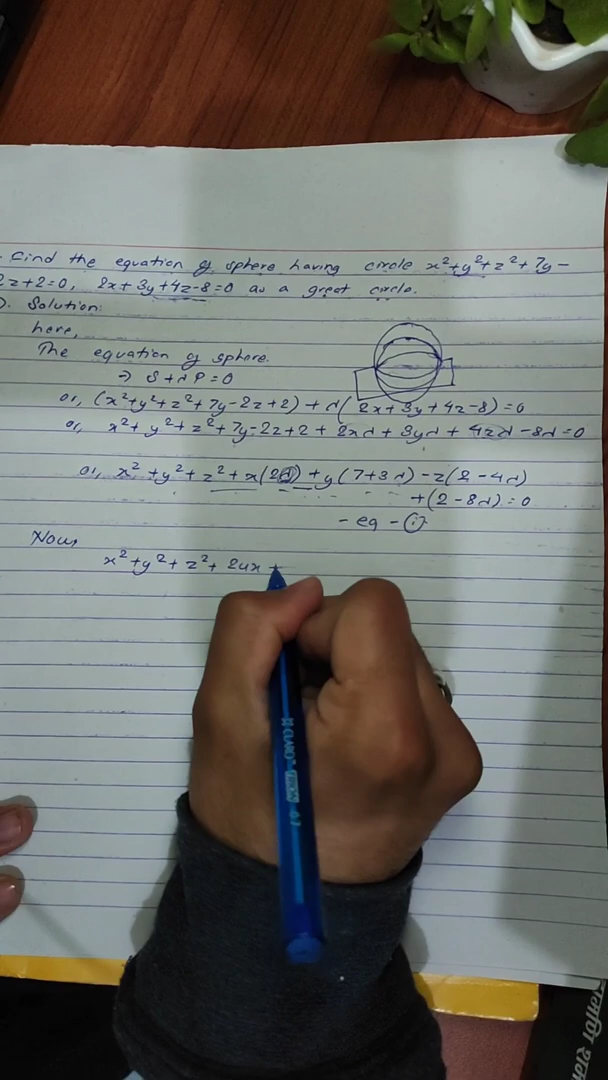 Find the equation of sphere having circle x²+y²+z²+7y-
2z+2=0, 2x+3y+4z-8=0 as a great circle.
Solution:
here,
The equation of sphere.
→ S+λP=0
or, (x²+y²+z²+7y-2z+2)+λ(2x+3y+4z-8)=0
or, x²+y²+z²+7y-2z+2+2xλ+3yλ+4zλ-8λ=0
or, x²+y²+z²+x(2λ)+y(7+3λ)-z(2-4λ)
+(2-8λ)=0
- eq - (i)
Now,
x²+y²+z²+2ux+
CLARO